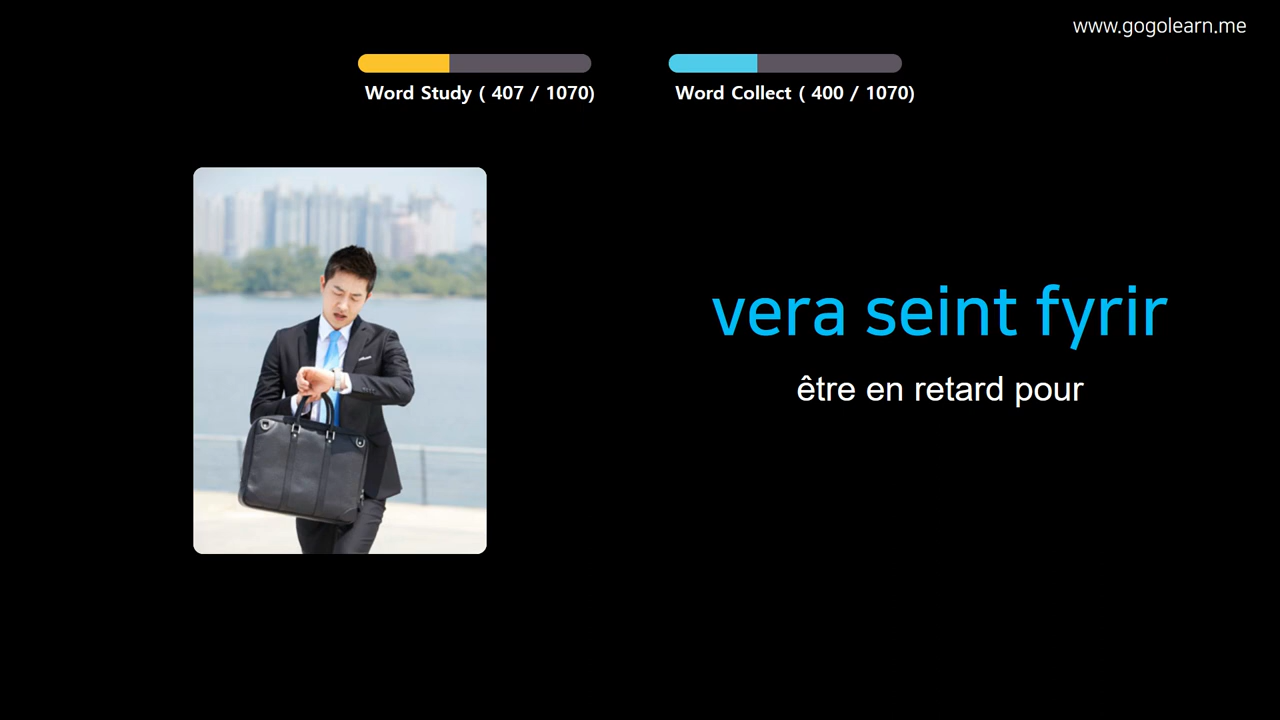 www.gogolearn.me
Word Study ( 407 / 1070)
Word Collect ( 400 / 1070)
vera seint fyrir
être en retard pour